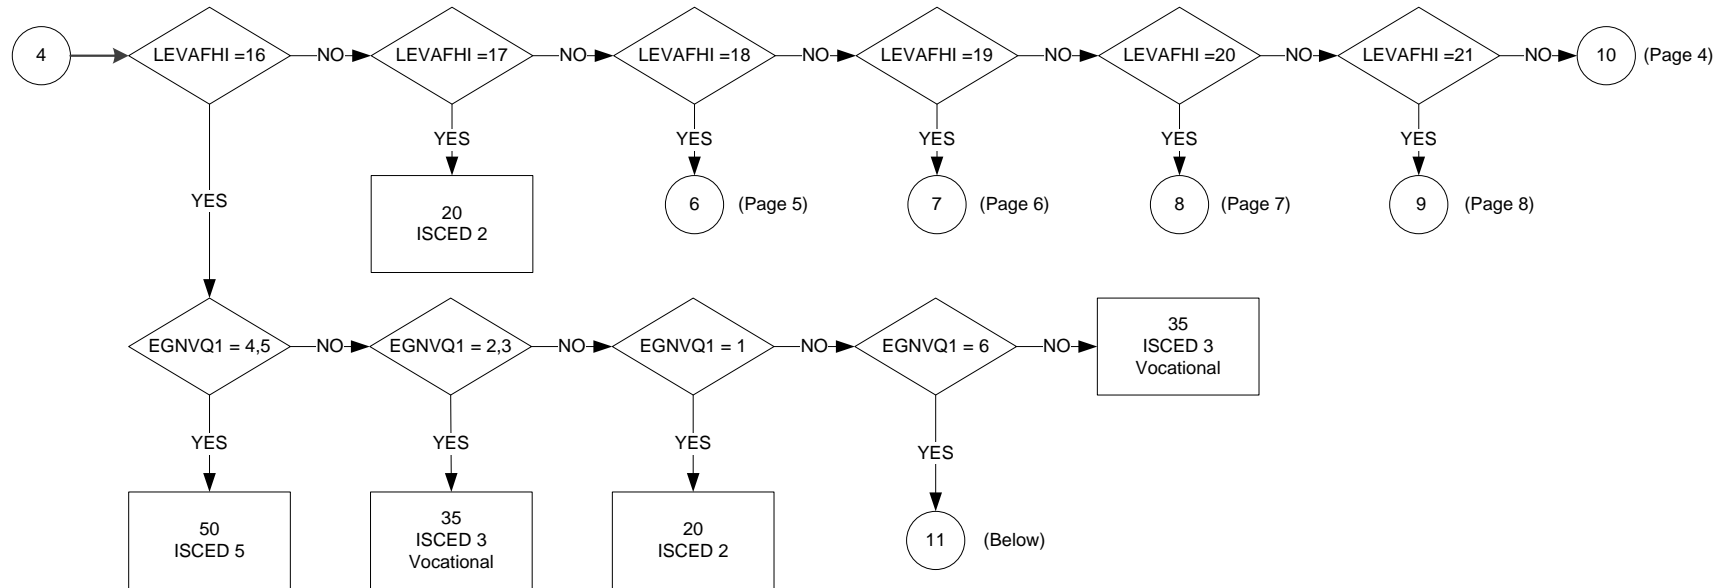 4
LEVAFHI =16
NO
LEVAFHI =17
NO
LEVAFHI =18
NO
LEVAFHI =19
NO
LEVAFHI =20
NO
LEVAFHI =21
NO
10
(Page 4)
YES
YES
YES
YES
YES
YES
20
ISCED 2
6
(Page 5)
7
(Page 6)
8
(Page 7)
9
(Page 8)
EGNVQ1 = 4,5
NO
EGNVQ1 = 2,3
NO
EGNVQ1 = 1
NO
EGNVQ1 = 6
NO
35
ISCED 3
Vocational
YES
YES
YES
YES
50
ISCED 5
35
ISCED 3
Vocational
20
ISCED 2
11
(Below)